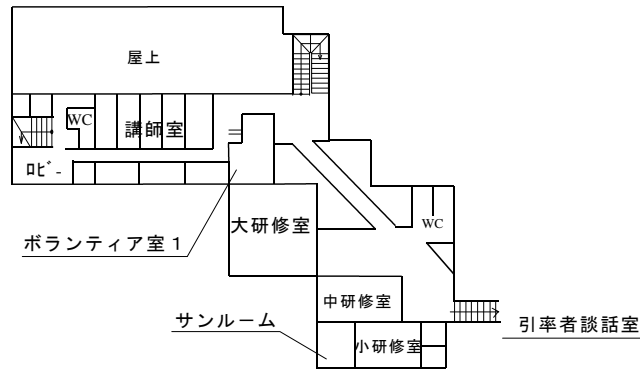 屋上
WC
講師室
ﾛﾋﾞｰ
ボランティア室１
大研修室
WC
中研修室
サンルーム
小研修室
引率者談話室